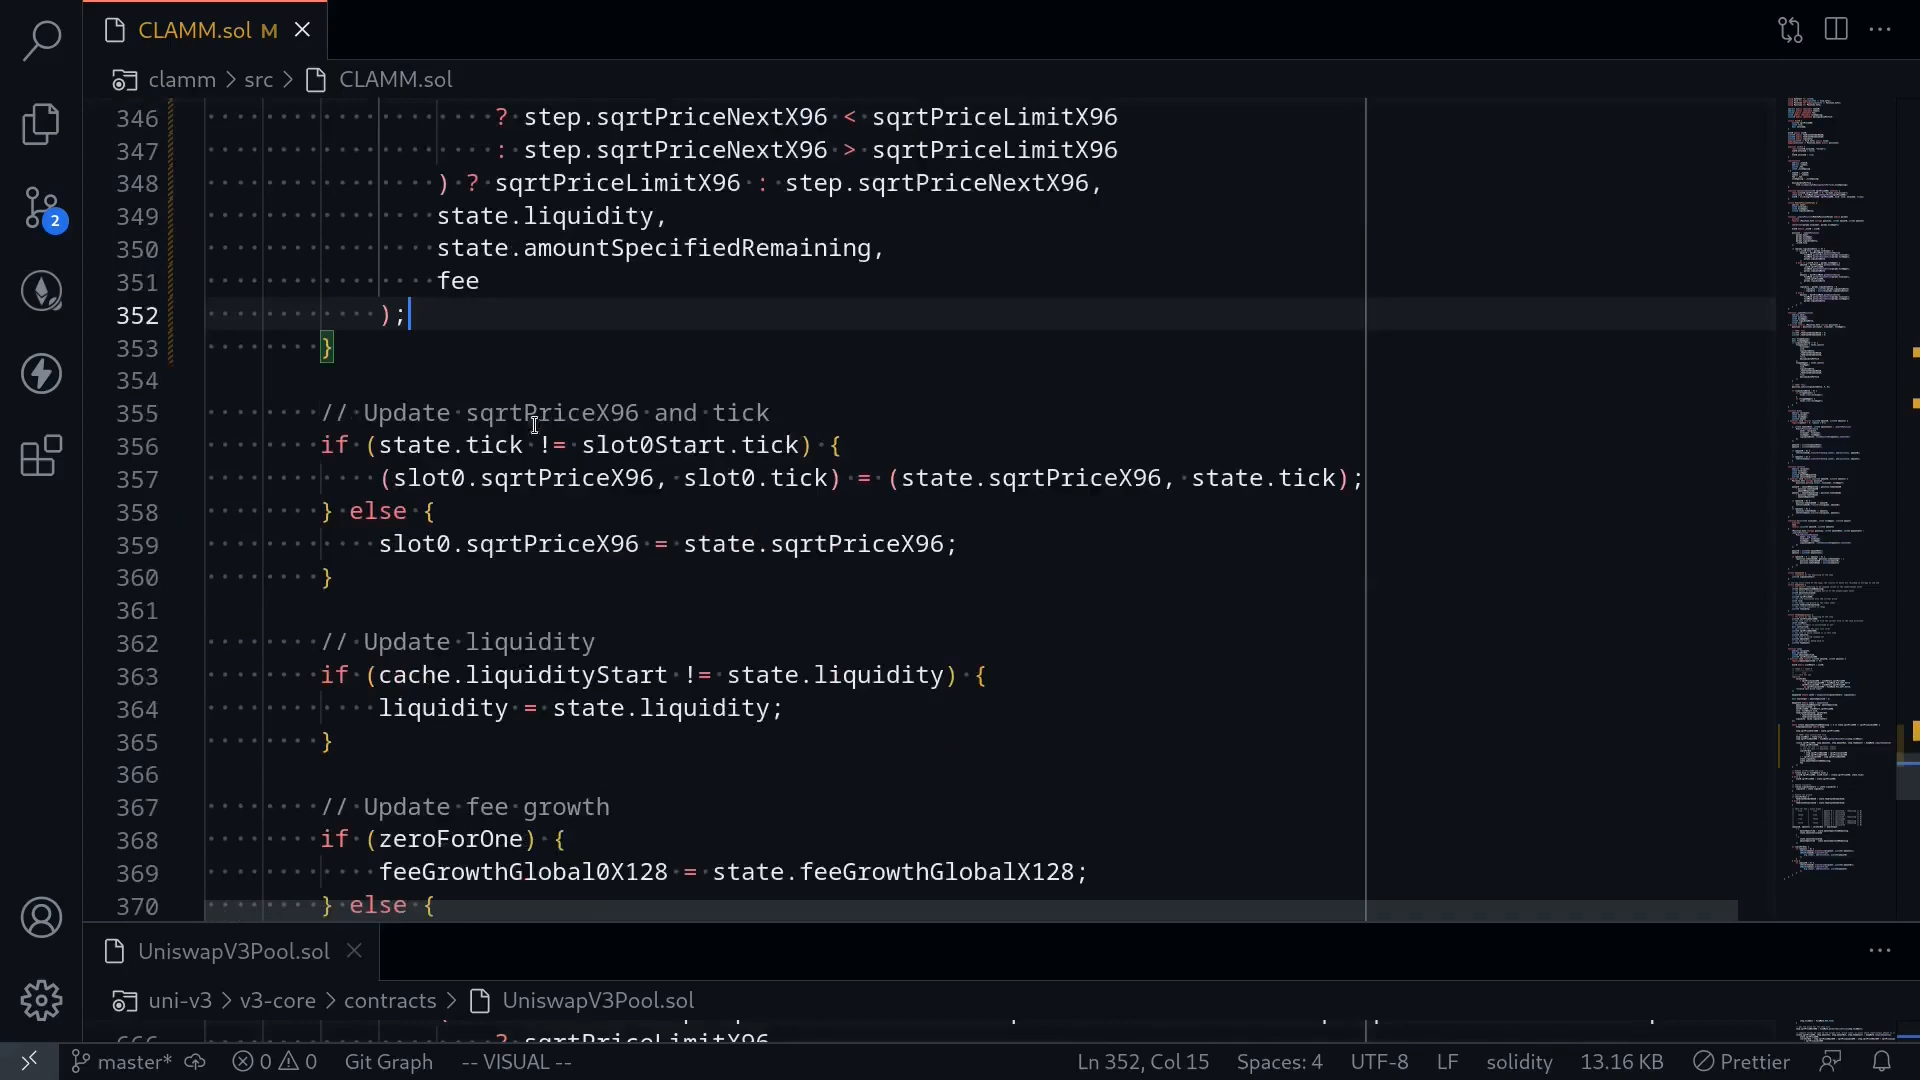 CLAMM.sol M
clamm > src > CLAMM.sol
346 ? step.sqrtPriceNextX96 < sqrtPriceLimitX96
347 : step.sqrtPriceNextX96 > sqrtPriceLimitX96
348 ) ? sqrtPriceLimitX96 : step.sqrtPriceNextX96,
349 state.liquidity,
350 state.amountSpecifiedRemaining,
351 fee
352 );
353 }
354
355 // Update sqrtPriceX96 and tick
356 if (state.tick != slot0Start.tick) {
357 (slot0.sqrtPriceX96, slot0.tick) = (state.sqrtPriceX96, state.tick);
358 } else {
359 slot0.sqrtPriceX96 = state.sqrtPriceX96;
360 }
361
362 // Update liquidity
363 if (cache.liquidityStart != state.liquidity) {
364 liquidity = state.liquidity;
365 }
366
367 // Update fee growth
368 if (zeroForOne) {
369 feeGrowthGlobal0X128 = state.feeGrowthGlobalX128;
370 } else {
2
UniswapV3Pool.sol
uni-v3 > v3-core > contracts > UniswapV3Pool.sol
666 ? sqrtPriceLimitX96
master* 0 0 Git Graph -- VISUAL -- Ln 352, Col 15 Spaces: 4 UTF-8 LF solidity 13.16 KB Prettier